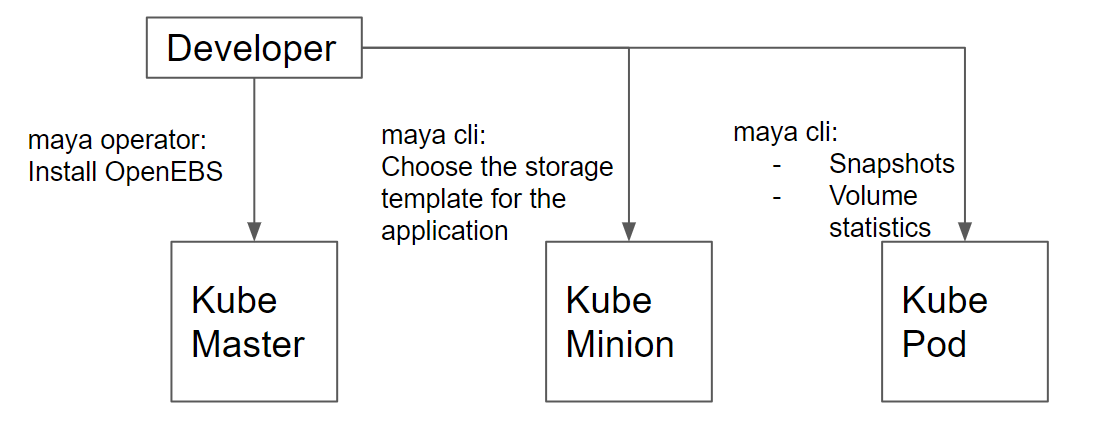 Developer
maya operator:
Install OpenEBS
maya cli:
Choose the storage
template for the
application
maya cli:
- Snapshots
- Volume
statistics
Kube
Master
Kube
Minion
Kube
Pod